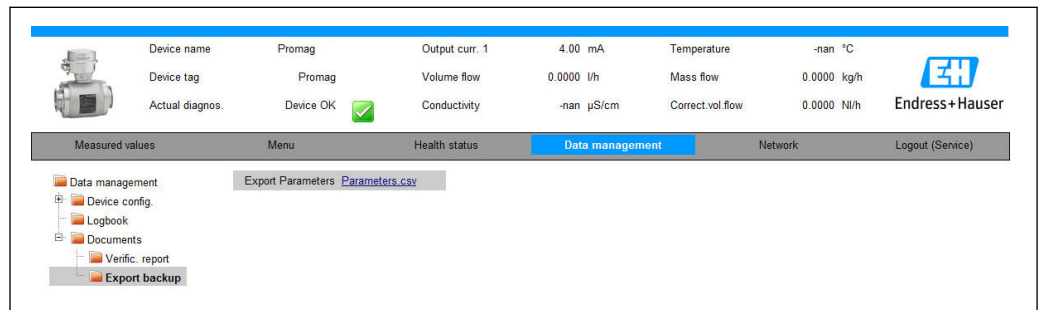 Device name Promag Output curr. 1 4.00 mA Temperature -nan °C
Device tag Promag Volume flow 0.0000 l/h Mass flow 0.0000 kg/h
Actual diagnos. Device OK Conductivity -nan µS/cm Correct.vol.flow 0.0000 Nl/h
EH
Endress+Hauser
Measured values Menu Health status Data management Network Logout (Service)
Data management
Device config.
Logbook
Documents
Verific. report
Export backup
Export Parameters Parameters.csv